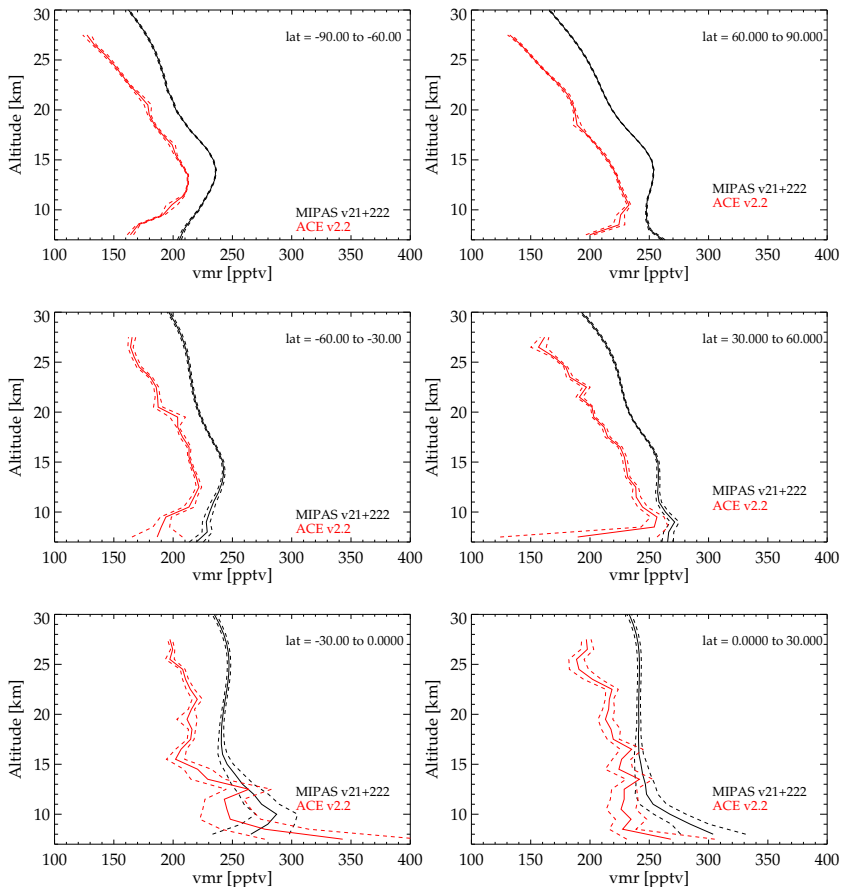 30
25
20
15
10
Altitude [km]
lat = -90.00 to -60.00
MIPAS v21+222
ACE v2.2
100 150 200 250 300 350 400
vmr [pptv]
30
25
20
15
10
Altitude [km]
lat = 60.000 to 90.000
MIPAS v21+222
ACE v2.2
100 150 200 250 300 350 400
vmr [pptv]
30
25
20
15
10
Altitude [km]
lat = -60.00 to -30.00
MIPAS v21+222
ACE v2.2
100 150 200 250 300 350 400
vmr [pptv]
30
25
20
15
10
Altitude [km]
lat = 30.000 to 60.000
MIPAS v21+222
ACE v2.2
100 150 200 250 300 350 400
vmr [pptv]
30
25
20
15
10
Altitude [km]
lat = -30.00 to 0.0000
MIPAS v21+222
ACE v2.2
100 150 200 250 300 350 400
vmr [pptv]
30
25
20
15
10
Altitude [km]
lat = 0.0000 to 30.000
MIPAS v21+222
ACE v2.2
100 150 200 250 300 350 400
vmr [pptv]